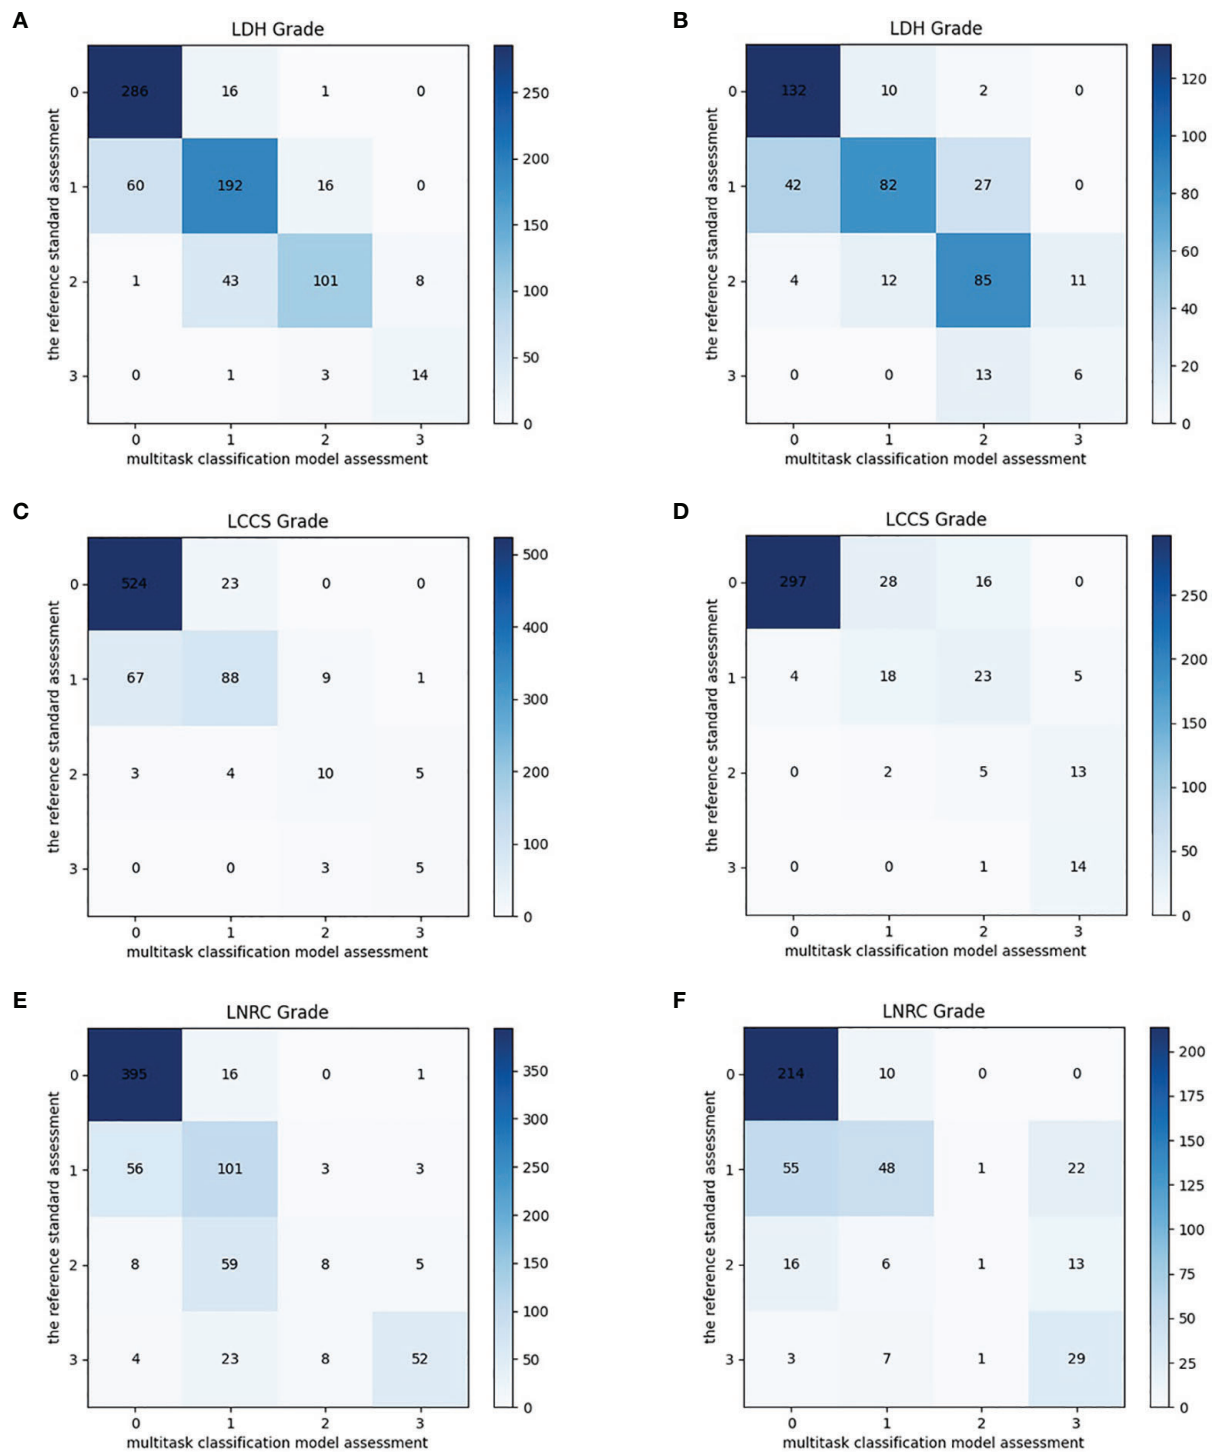 A
LDH Grade
the reference standard assessment
0 286 16 1 0
1 60 192 16 0
2 1 43 101 8
3 0 1 3 14
0 1 2 3
multitask classification model assessment
250
200
150
100
50
0
B
LDH Grade
the reference standard assessment
0 132 10 2 0
1 42 82 27 0
2 4 12 85 11
3 0 0 13 6
0 1 2 3
multitask classification model assessment
120
100
80
60
40
20
0
C
LCCS Grade
the reference standard assessment
0 524 23 0 0
1 67 88 9 1
2 3 4 10 5
3 0 0 3 5
0 1 2 3
multitask classification model assessment
500
400
300
200
100
0
D
LCCS Grade
the reference standard assessment
0 297 28 16 0
1 4 18 23 5
2 0 2 5 13
3 0 0 1 14
0 1 2 3
multitask classification model assessment
250
200
150
100
50
0
E
LNRC Grade
the reference standard assessment
0 395 16 0 1
1 56 101 3 3
2 8 59 8 5
3 4 23 8 52
0 1 2 3
multitask classification model assessment
350
300
250
200
150
100
50
0
F
LNRC Grade
the reference standard assessment
0 214 10 0 0
1 55 48 1 22
2 16 6 1 13
3 3 7 1 29
0 1 2 3
multitask classification model assessment
200
175
150
125
100
75
50
25
0